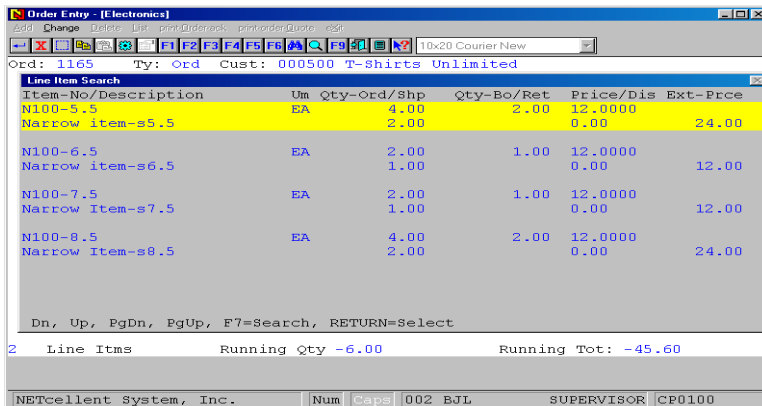 Order Entry - [Electronics]
Add Change Delete List print Order ack print order Quote exit
F1 F2 F3 F4 F5 F6 F9 10x20 Courier New
Ord: 1165 Ty: Ord Cust: 000500 T-Shirts Unlimited
Line Item Search
Item-No/Description Um Qty-Ord/Shp Qty-Bo/Ret Price/Dis Ext-Prce
N100-5.5 EA 4.00 2.00 12.0000
Narrow item-s5.5 2.00 0.00 24.00
N100-6.5 EA 2.00 1.00 12.0000
Narrow item-s6.5 1.00 0.00 12.00
N100-7.5 EA 2.00 1.00 12.0000
Narrow Item-s7.5 1.00 0.00 12.00
N100-8.5 EA 4.00 2.00 12.0000
Narrow Item-s8.5 2.00 0.00 24.00
Dn, Up, PgDn, PgUp, F7=Search, RETURN=Select
2 Line Itms Running Qty -6.00 Running Tot: -45.60
NETcellent System, Inc. Num Caps 002 BJL SUPERVISOR CP0100